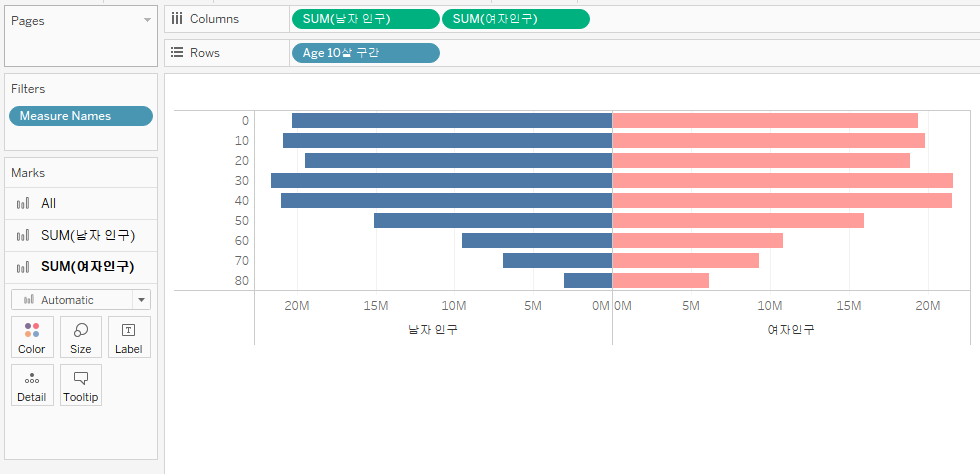 Pages
Columns
SUM(남자 인구)
SUM(여자인구)
Rows
Age 10살 구간
Filters
Measure Names
Marks
All
SUM(남자 인구)
SUM(여자인구)
Automatic
Color
Size
Label
Detail
Tooltip
0
10
20
30
40
50
60
70
80
20M 15M 10M 5M 0M 0M 5M 10M 15M 20M
남자 인구 여자인구